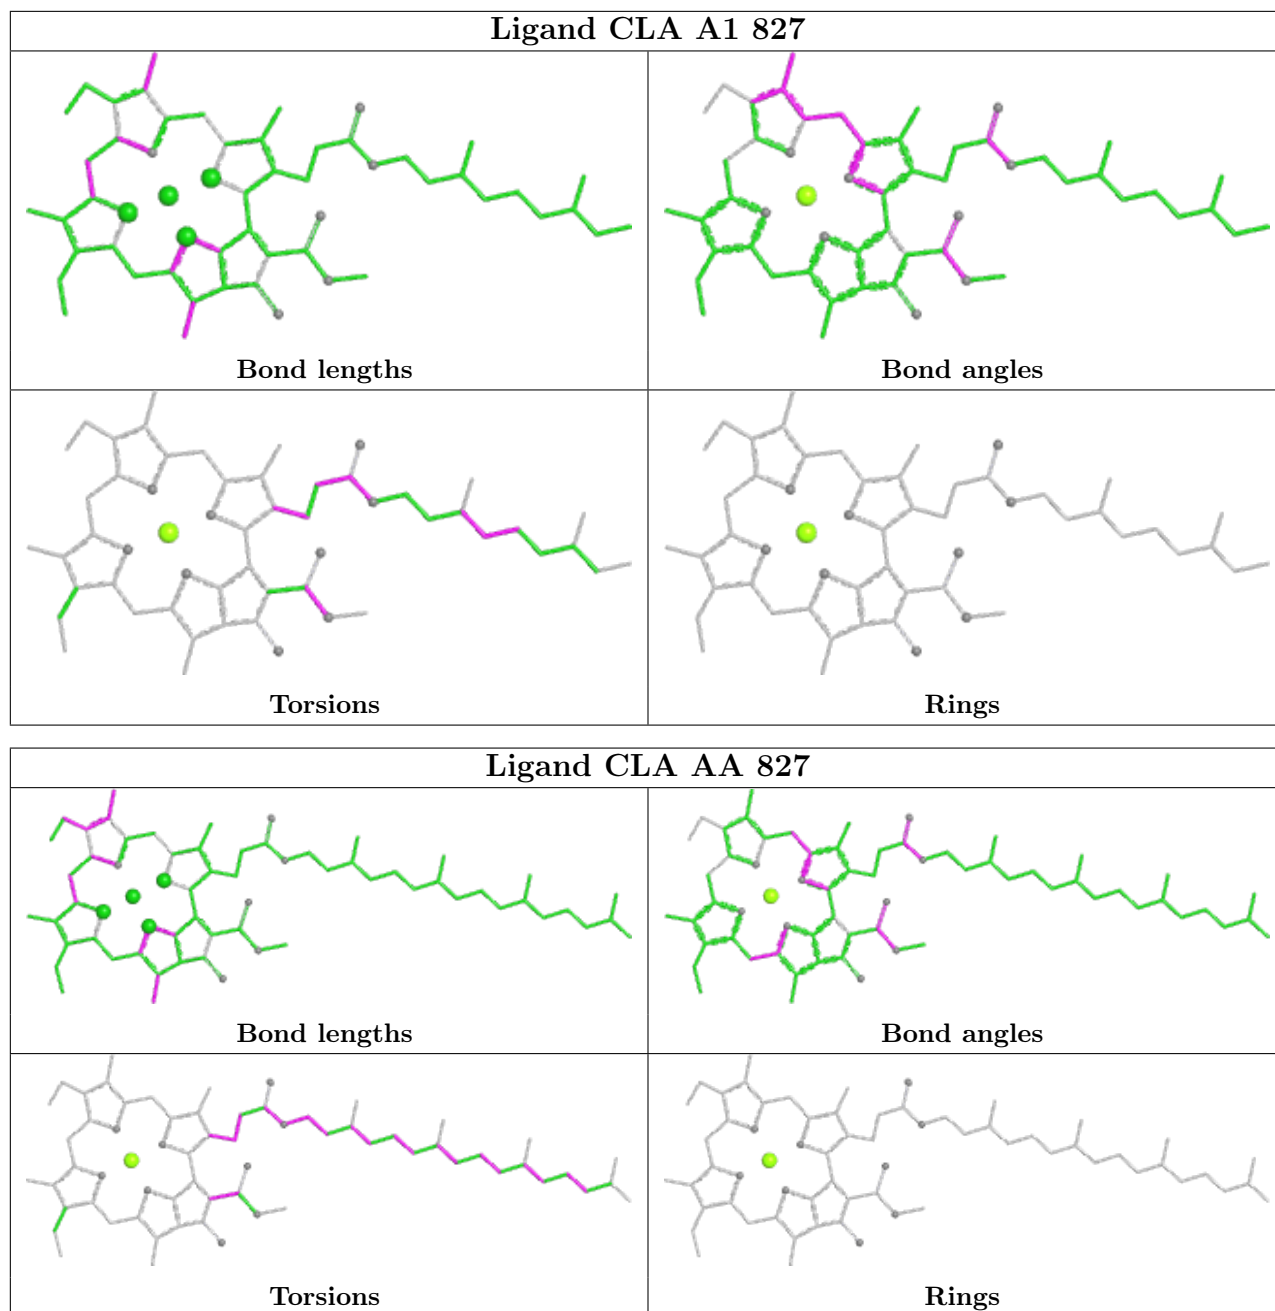 Ligand CLA A1 827
Bond lengths
Bond angles
Torsions
Rings
Ligand CLA AA 827
Bond lengths
Bond angles
Torsions
Rings